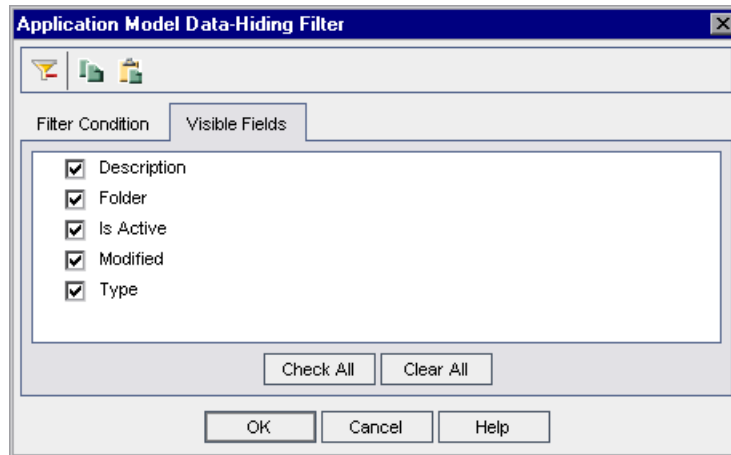 Application Model Data-Hiding Filter
Filter Condition Visible Fields
Description
Folder
Is Active
Modified
Type
Check All Clear All
OK Cancel Help